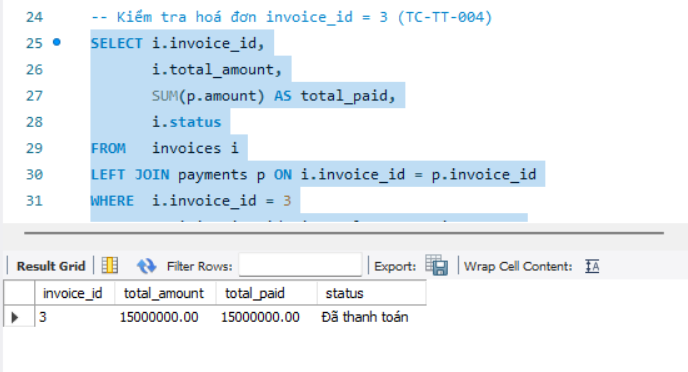 24 -- Kiểm tra hoá đơn invoice_id = 3 (TC-TT-004)
25 SELECT i.invoice_id,
26 i.total_amount,
27 SUM(p.amount) AS total_paid,
28 i.status
29 FROM invoices i
30 LEFT JOIN payments p ON i.invoice_id = p.invoice_id
31 WHERE i.invoice_id = 3
Result Grid Filter Rows: Export: Wrap Cell Content:
invoice_id total_amount total_paid status
3 15000000.00 15000000.00 Đã thanh toán